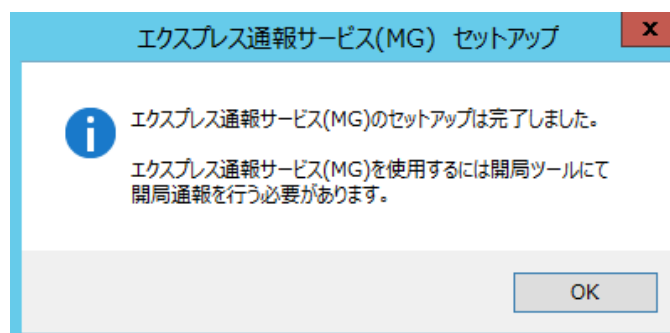 エクスプレス通報サービス(MG) セットアップ
x
エクスプレス通報サービス(MG)のセットアップは完了しました。
エクスプレス通報サービス(MG)を使用するには開局ツールにて
開局通報を行う必要があります。
OK